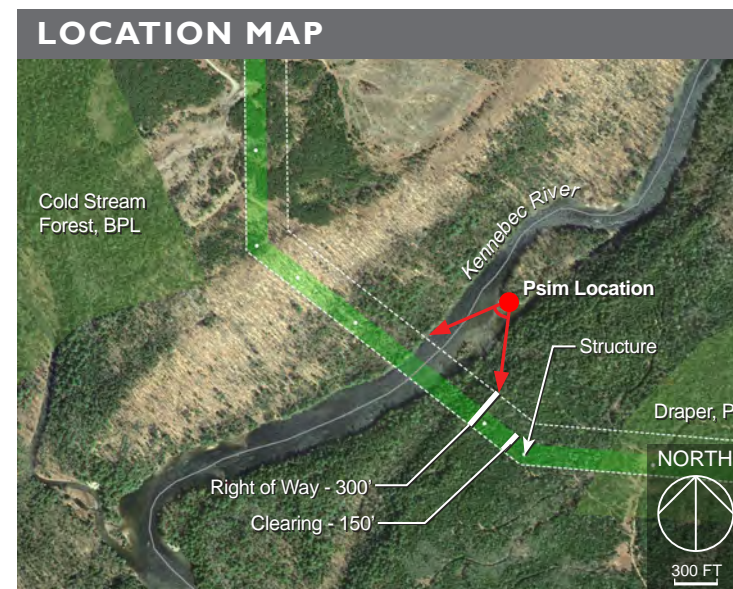 LOCATION MAP
Cold Stream
Forest, BPL
Kennebec River
Psim Location
Structure
Draper, P
Right of Way - 300'
Clearing - 150'
NORTH
300 FT